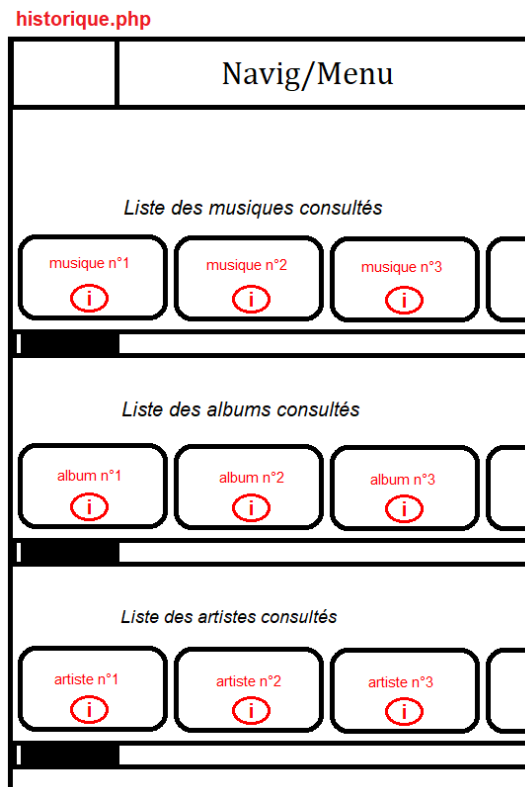 historique.php
Navig/Menu
Liste des musiques consultés
musique n°1 musique n°2 musique n°3
i i i
Liste des albums consultés
album n°1 album n°2 album n°3
i i i
Liste des artistes consultés
artiste n°1 artiste n°2 artiste n°3
i i i